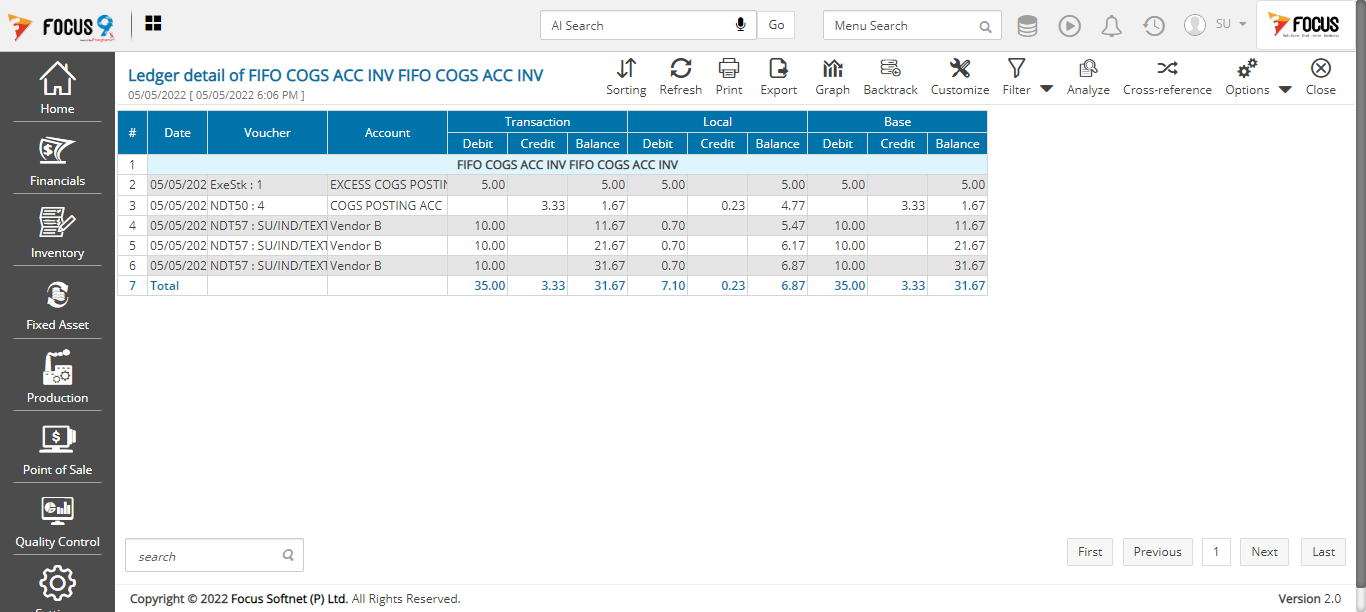 FOCUS 9
AI Search
Go
Menu Search
SU
FOCUS
Home
Financials
Inventory
Fixed Asset
Production
Point of Sale
Quality Control
Ledger detail of FIFO COGS ACC INV FIFO COGS ACC INV
05/05/2022 [ 05/05/2022 6:06 PM ]
Sorting Refresh Print Export Graph Backtrack Customize Filter Analyze Cross-reference Options Close
# Date Voucher Account Transaction Local Base
Debit Credit Balance Debit Credit Balance Debit Credit Balance
1 FIFO COGS ACC INV FIFO COGS ACC INV
2 05/05/202 ExeStk : 1 EXCESS COGS POSTIN 5.00 5.00 5.00 5.00 5.00 5.00
3 05/05/202 NDT50 : 4 COGS POSTING ACC 3.33 1.67 0.23 4.77 3.33 1.67
4 05/05/202 NDT57 : SU/IND/TEXT Vendor B 10.00 11.67 0.70 5.47 10.00 11.67
5 05/05/202 NDT57 : SU/IND/TEXT Vendor B 10.00 21.67 0.70 6.17 10.00 21.67
6 05/05/202 NDT57 : SU/IND/TEXT Vendor B 10.00 31.67 0.70 6.87 10.00 31.67
7 Total 35.00 3.33 31.67 7.10 0.23 6.87 35.00 3.33 31.67
search
First Previous 1 Next Last
Copyright © 2022 Focus Softnet (P) Ltd. All Rights Reserved.
Version 2.0